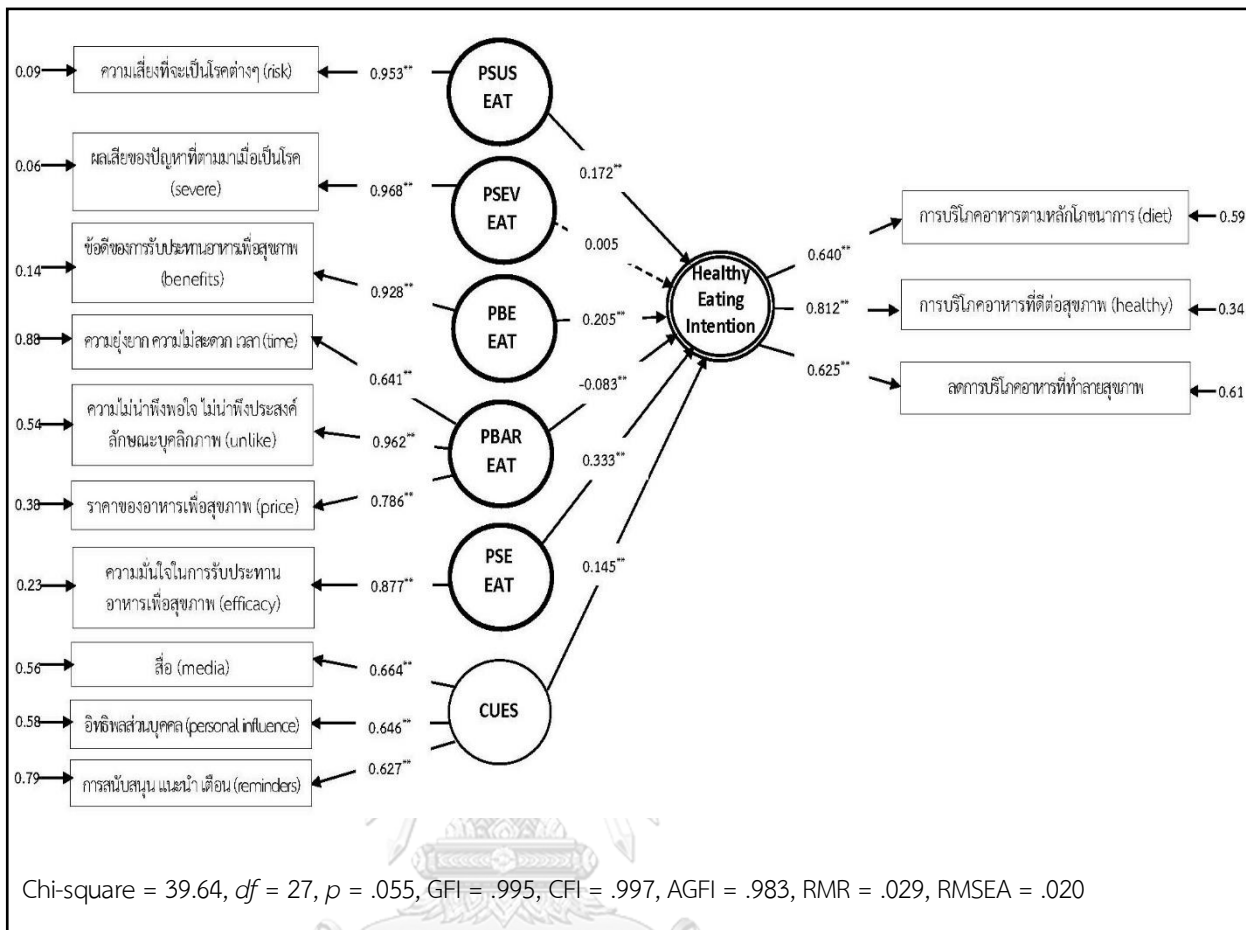 0.09
ความเสี่ยงที่จะเป็นโรคต่างๆ (risk)
0.953**
PSUS
EAT
0.172**
0.06
ผลเสียของปัญหาที่ตามมาเมื่อเป็นโรค
(severe)
0.968**
PSEV
EAT
0.005
0.14
ข้อดีของการรับประทานอาหารเพื่อสุขภาพ
(benefits)
0.928**
PBE
EAT
0.205**
0.88
ความยุ่งยาก ความไม่สะดวก เวลา (time)
0.641**
-0.083**
0.54
ความไม่น่าพึงพอใจ ไม่น่าพึงประสงค์
ลักษณะบุคลิกภาพ (unlike)
0.962**
PBAR
EAT
0.38
ราคาของอาหารเพื่อสุขภาพ (price)
0.786**
0.333**
0.23
ความมั่นใจในการรับประทาน
อาหารเพื่อสุขภาพ (efficacy)
0.877**
PSE
EAT
0.145**
0.56
สื่อ (media)
0.664**
0.58
อิทธิพลส่วนบุคคล (personal influence)
0.646**
CUES
0.79
การสนับสนุน แนะนำ เตือน (reminders)
0.627**
Healthy
Eating
Intention
0.640**
การบริโภคอาหารตามหลักโภชนาการ (diet)
0.59
0.812**
การบริโภคอาหารที่ดีต่อสุขภาพ (healthy)
0.34
0.625**
ลดการบริโภคอาหารที่ทำลายสุขภาพ
0.61
Chi-square = 39.64, df = 27, p = .055, GFI = .995, CFI = .997, AGFI = .983, RMR = .029, RMSEA = .020